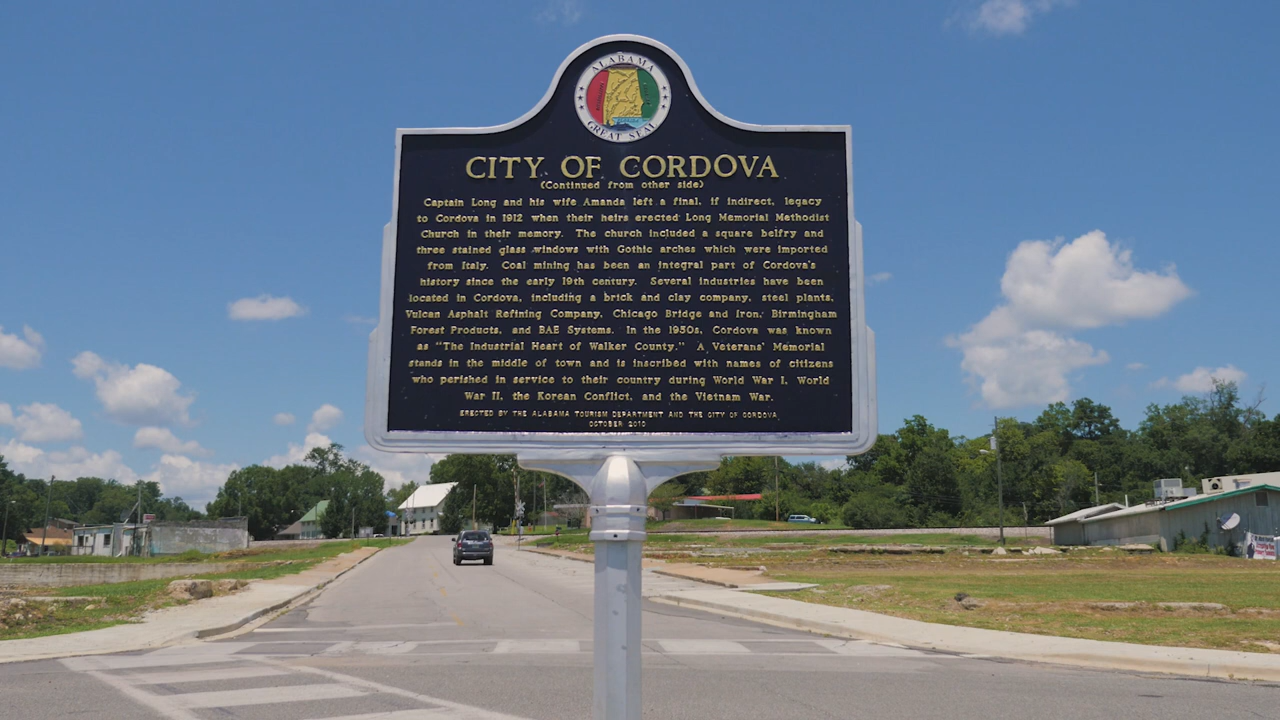 ALABAMA
GREAT SEAL
CITY OF CORDOVA
(Continued from other side)
Captain Long and his wife Amanda left a final, if indirect, legacy
to Cordova in 1912 when their heirs erected Long Memorial Methodist
Church in their memory. The church included a square belfry and
three stained glass windows with Gothic arches which were imported
from Italy. Coal mining has been an integral part of Cordova's
history since the early 19th century. Several industries have been
located in Cordova, including a brick and clay company, steel plants,
Vulcan Asphalt Refining Company, Chicago Bridge and Iron, Birmingham
Forest Products, and BAE Systems. In the 1950s, Cordova was known
as "The Industrial Heart of Walker County." A Veterans' Memorial
stands in the middle of town and is inscribed with names of citizens
who perished in service to their country during World War I, World
War II, the Korean Conflict, and the Vietnam War.
ERECTED BY THE ALABAMA TOURISM DEPARTMENT AND THE CITY OF CORDOVA
OCTOBER 2010